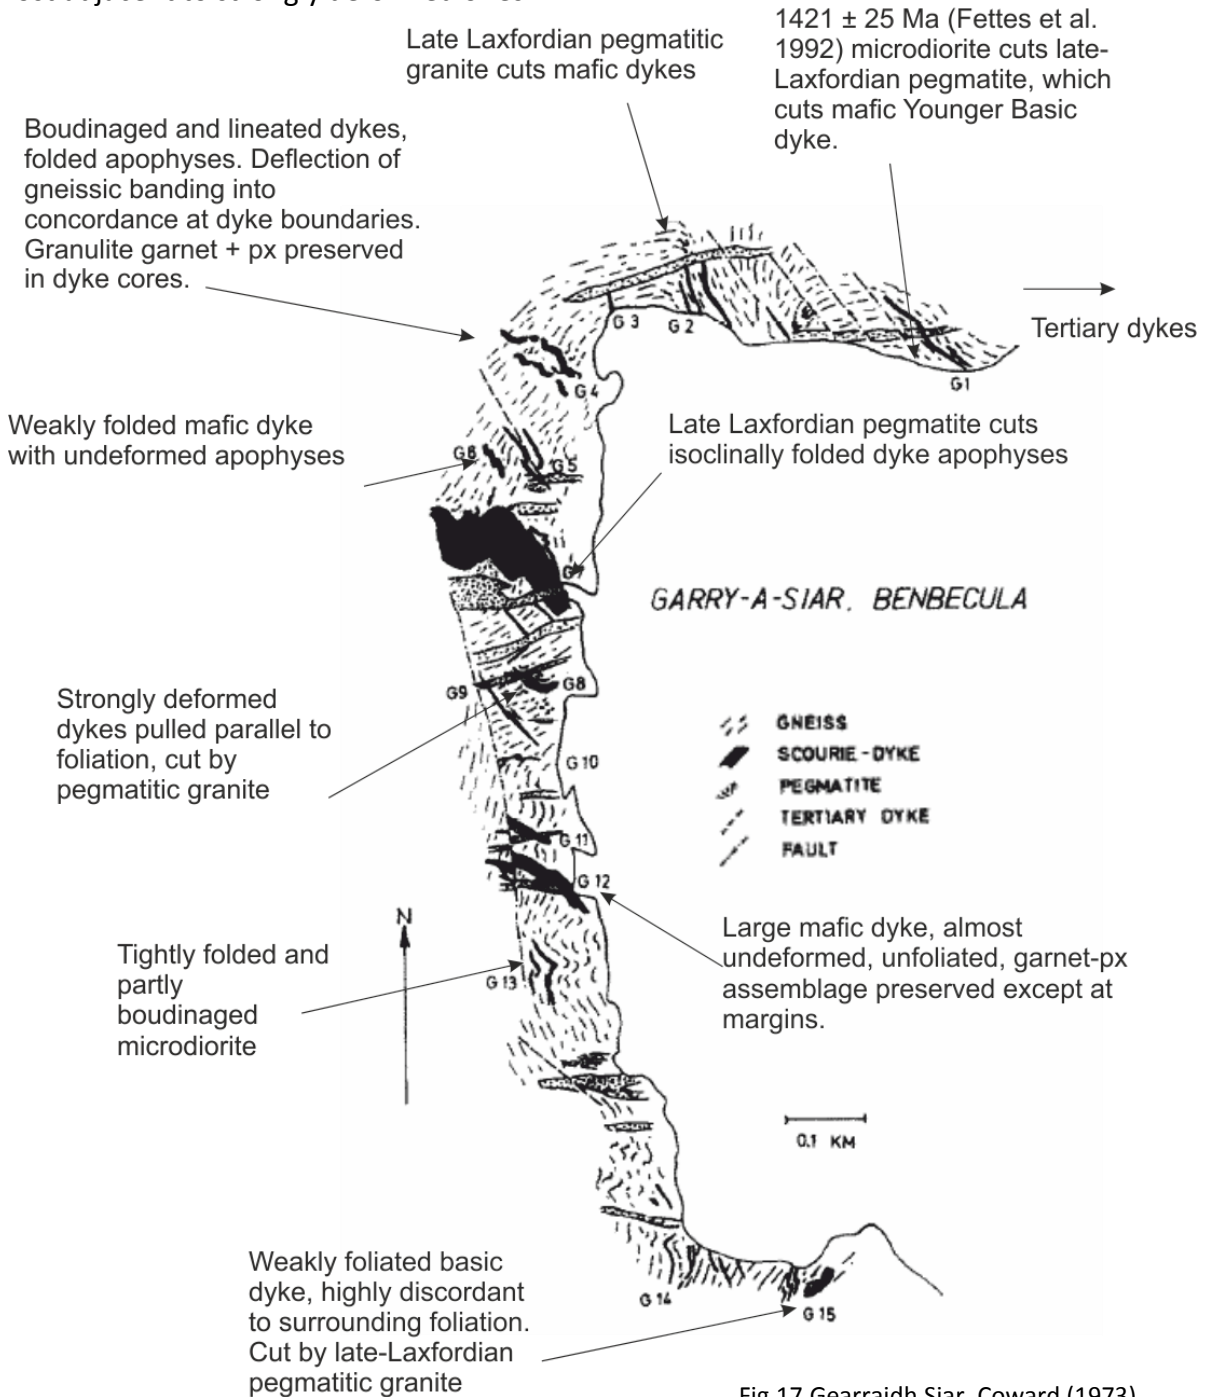 Late Laxfordian pegmatitic
granite cuts mafic dykes
1421 ± 25 Ma (Fettes et al.
1992) microdiorite cuts late-
Laxfordian pegmatite, which
cuts mafic Younger Basic
dyke.
Boudinaged and lineated dykes,
folded apophyses. Deflection of
gneissic banding into
concordance at dyke boundaries.
Granulite garnet + px preserved
in dyke cores.
Tertiary dykes
G 3
G 2
G1
G 4
Weakly folded mafic dyke
with undeformed apophyses
Late Laxfordian pegmatite cuts
isoclinally folded dyke apophyses
G6
G5
G7
GARRY-A-SIAR. BENBECULA
Strongly deformed
dykes pulled parallel to
foliation, cut by
pegmatitic granite
G9
G8
G 10
G 11
G 12
GNEISS
SCOURIE-DYKE
PEGMATITE
TERTIARY DYKE
FAULT
N
Large mafic dyke, almost
undeformed, unfoliated, garnet-px
assemblage preserved except at
margins.
Tightly folded and
partly
boudinaged
microdiorite
G 13
0.1 KM
Weakly foliated basic
dyke, highly discordant
to surrounding foliation.
Cut by late-Laxfordian
pegmatitic granite
G 14
G 15
Fig 17 Gearraidh Siar, Coward (1973)